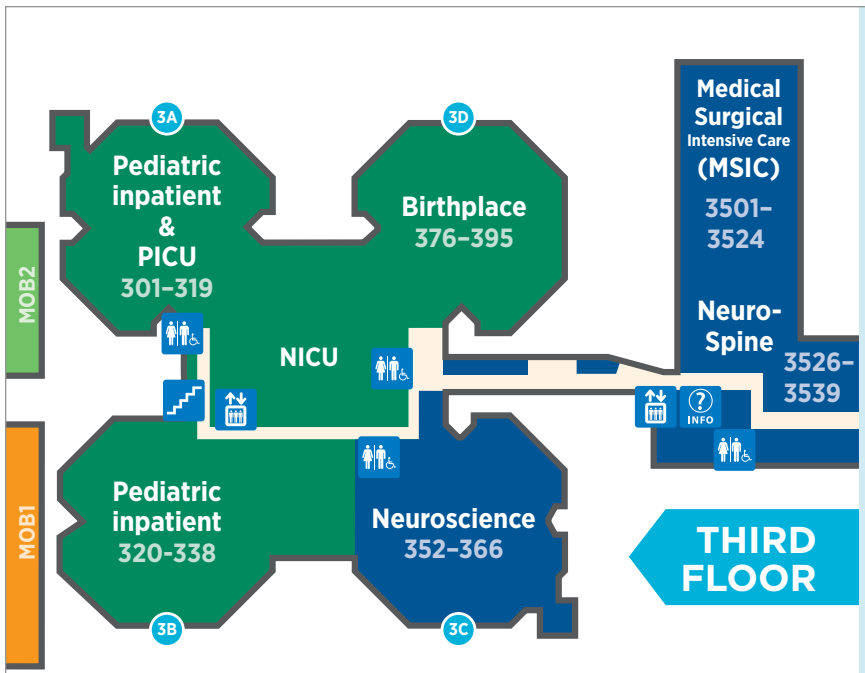 3A
Pediatric
inpatient
&
PICU
301–319
3D
Birthplace
376–395
Medical
Surgical
Intensive Care
(MSIC)
3501–
3524
Neuro-
Spine
3526–
3539
MOB2
NICU
?
INFO
MOB1
Pediatric
inpatient
320-338
3B
Neuroscience
352–366
3C
THIRD
FLOOR